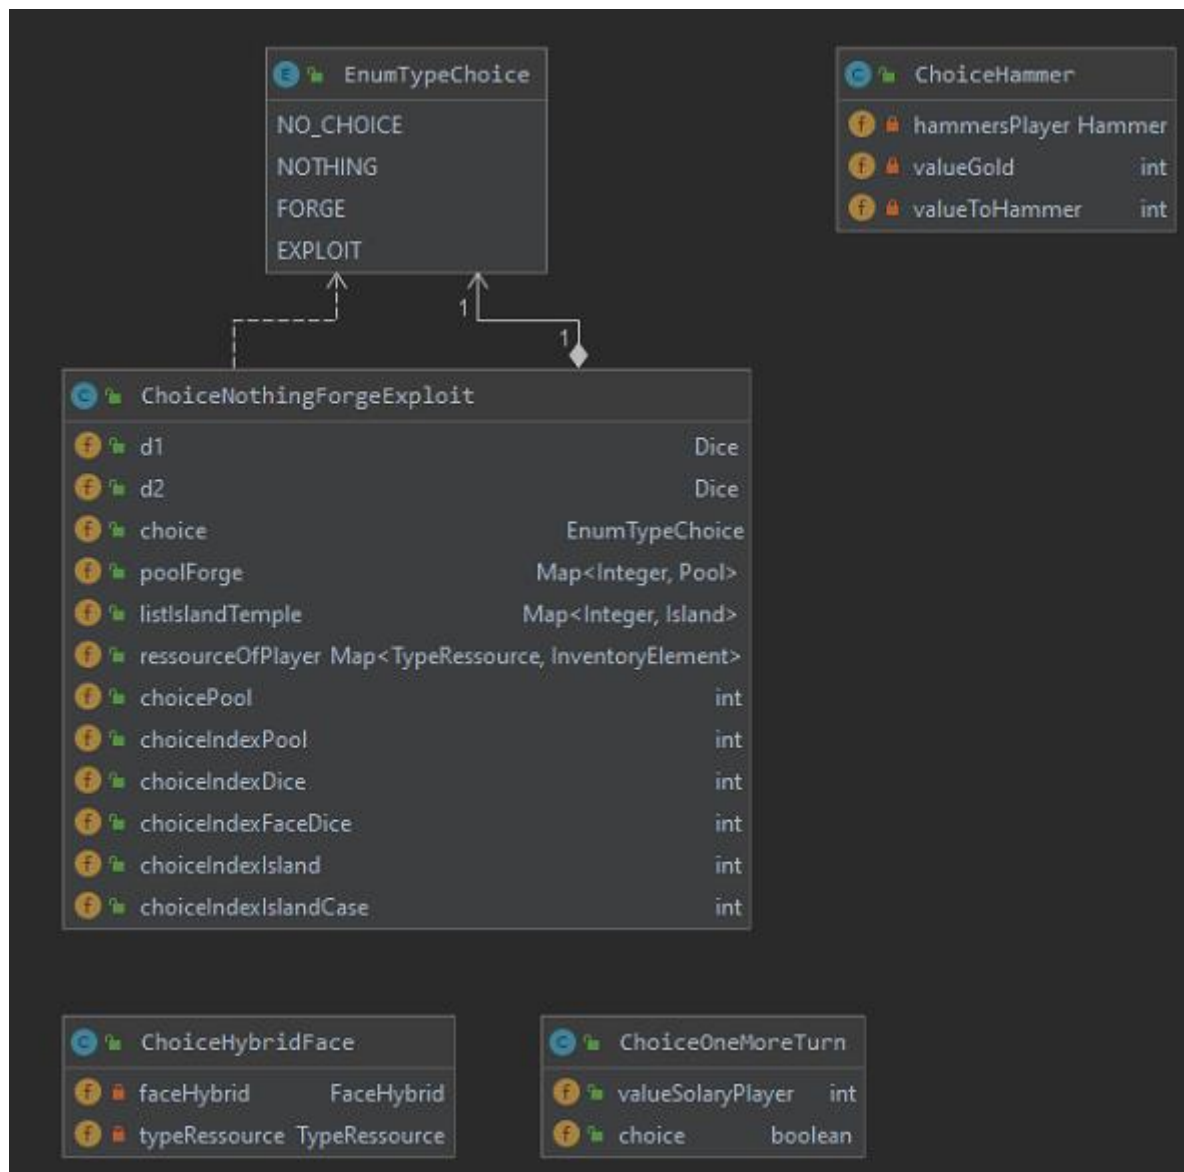 EnumTypeChoice
NO_CHOICE
NOTHING
FORGE
EXPLOIT
ChoiceHammer
hammersPlayer Hammer
valueGold int
valueToHammer int
1
1
ChoiceNothingForgeExploit
d1 Dice
d2 Dice
choice EnumTypeChoice
poolForge Map<Integer, Pool>
listIslandTemple Map<Integer, Island>
ressourceOfPlayer Map<TypeRessource, InventoryElement>
choicePool int
choiceIndexPool int
choiceIndexDice int
choiceIndexFaceDice int
choiceIndexIsland int
choiceIndexIslandCase int
ChoiceHybridFace
faceHybrid FaceHybrid
typeRessource TypeRessource
ChoiceOneMoreTurn
valueSolaryPlayer int
choice boolean